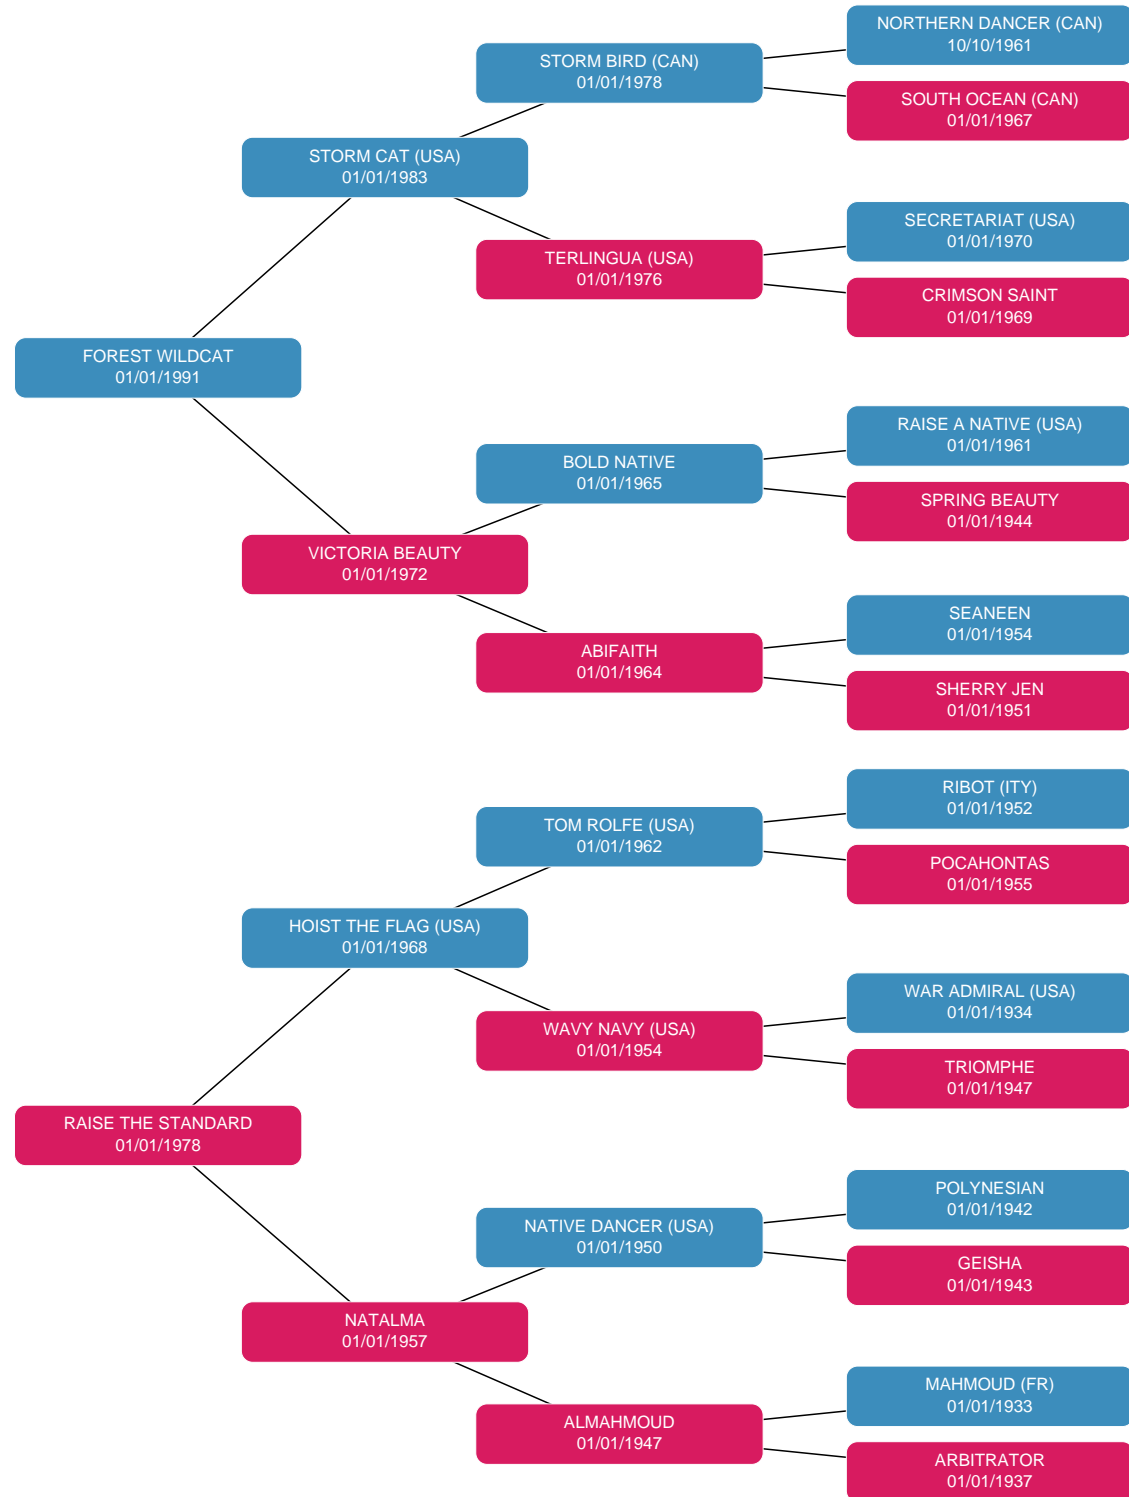 NORTHERN DANCER (CAN)
10/10/1961
STORM BIRD (CAN)
01/01/1978
SOUTH OCEAN (CAN)
01/01/1967
STORM CAT (USA)
01/01/1983
SECRETARIAT (USA)
01/01/1970
TERLINGUA (USA)
01/01/1976
CRIMSON SAINT
01/01/1969
FOREST WILDCAT
01/01/1991
RAISE A NATIVE (USA)
01/01/1961
BOLD NATIVE
01/01/1965
SPRING BEAUTY
01/01/1944
VICTORIA BEAUTY
01/01/1972
SEANEEN
01/01/1954
ABIFAITH
01/01/1964
SHERRY JEN
01/01/1951
RIBOT (ITY)
01/01/1952
TOM ROLFE (USA)
01/01/1962
POCAHONTAS
01/01/1955
HOIST THE FLAG (USA)
01/01/1968
WAR ADMIRAL (USA)
01/01/1934
WAVY NAVY (USA)
01/01/1954
TRIOMPHE
01/01/1947
RAISE THE STANDARD
01/01/1978
POLYNESIAN
01/01/1942
NATIVE DANCER (USA)
01/01/1950
GEISHA
01/01/1943
NATALMA
01/01/1957
MAHMOUD (FR)
01/01/1933
ALMAHMOUD
01/01/1947
ARBITRATOR
01/01/1937